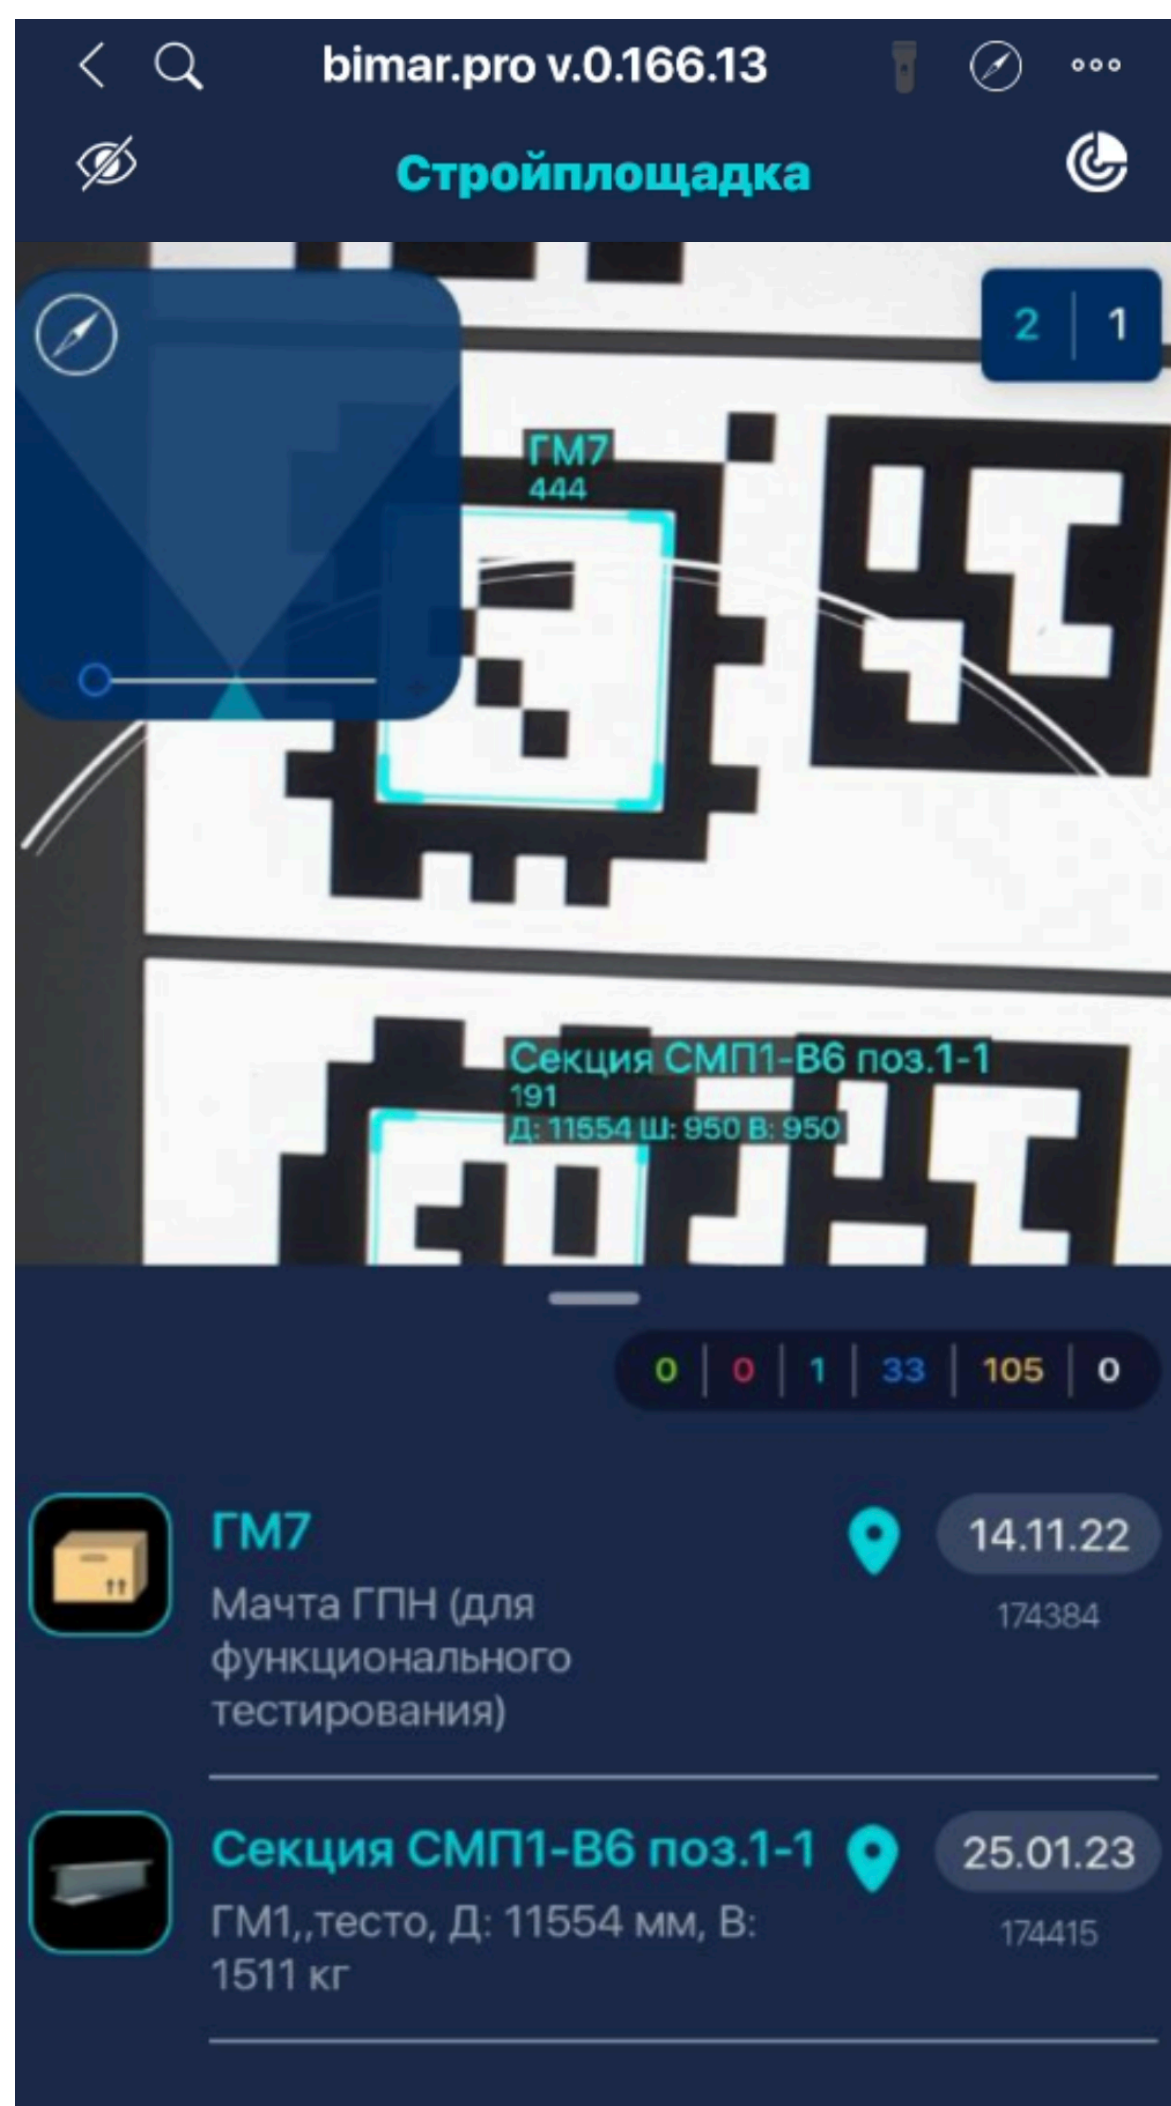 bimar.pro v.0.166.13
Стройплощадка
2 | 1
ГМ7
444
Секция СМП1-В6 поз.1-1
191
Д: 11554 Ш: 950 В: 950
0 | 0 | 1 | 33 | 105 | 0
ГМ7
14.11.22
Мачта ГПН (для
функционального
тестирования)
174384
Секция СМП1-В6 поз.1-1
25.01.23
ГМ1,,тесто, Д: 11554 мм, В:
1511 кг
174415